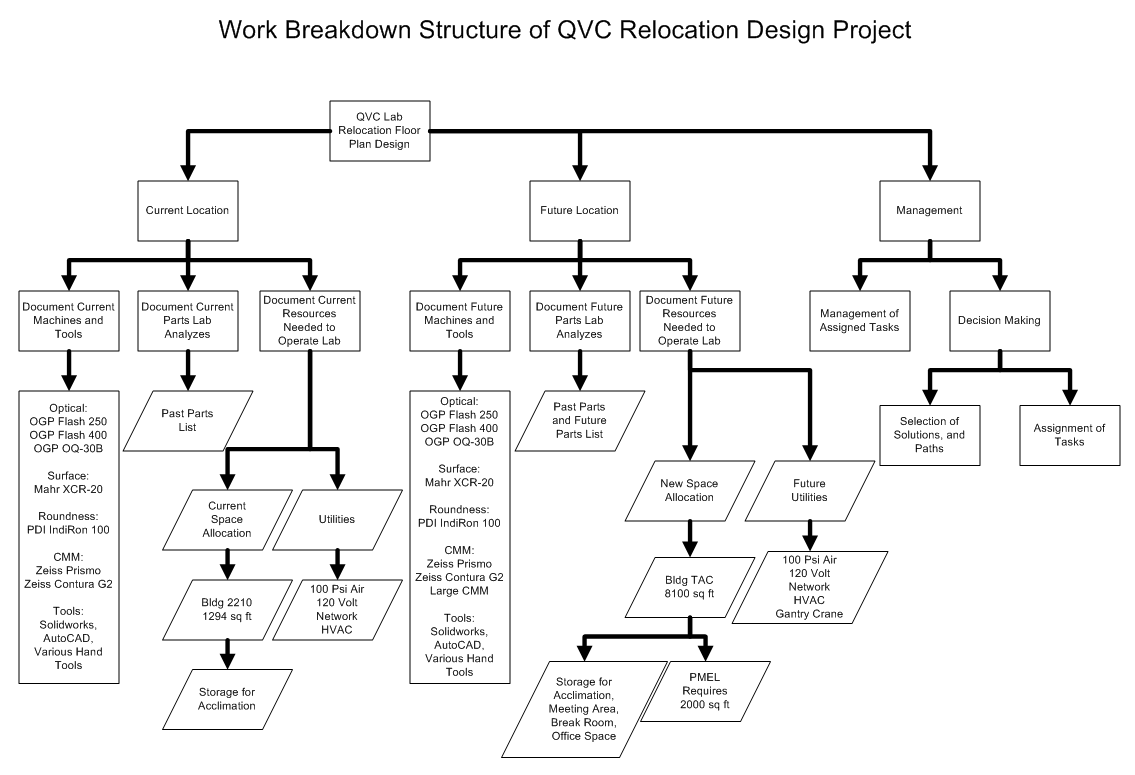 Work Breakdown Structure of QVC Relocation Design Project
QVC Lab
Relocation Floor
Plan Design
Current Location
Future Location
Management
Document Current
Machines and
Tools
Document Current
Parts Lab
Analyzes
Document Current
Resources
Needed to
Operate Lab
Document Future
Machines and
Tools
Document Future
Parts Lab
Analyzes
Document Future
Resources
Needed to
Operate Lab
Management of
Assigned Tasks
Decision Making
Optical:
OGP Flash 250
OGP Flash 400
OGP OQ-30B
Surface:
Mahr XCR-20
Roundness:
PDI IndiRon 100
CMM:
Zeiss Prismo
Zeiss Contura G2
Tools:
Solidworks,
AutoCAD,
Various Hand
Tools
Past Parts
List
Current
Space
Allocation
Utilities
Bldg 2210
1294 sq ft
100 Psi Air
120 Volt
Network
HVAC
Storage for
Acclimation
Optical:
OGP Flash 250
OGP Flash 400
OGP OQ-30B
Surface:
Mahr XCR-20
Roundness:
PDI IndiRon 100
CMM:
Zeiss Prismo
Zeiss Contura G2
Large CMM
Tools:
Solidworks,
AutoCAD,
Various Hand
Tools
Past Parts
and Future
Parts List
New Space
Allocation
Future
Utilities
Bldg TAC
8100 sq ft
100 Psi Air
120 Volt
Network
HVAC
Gantry Crane
Storage for
Acclimation,
Meeting Area,
Break Room,
Office Space
PMEL
Requires
2000 sq ft
Selection of
Solutions, and
Paths
Assignment of
Tasks